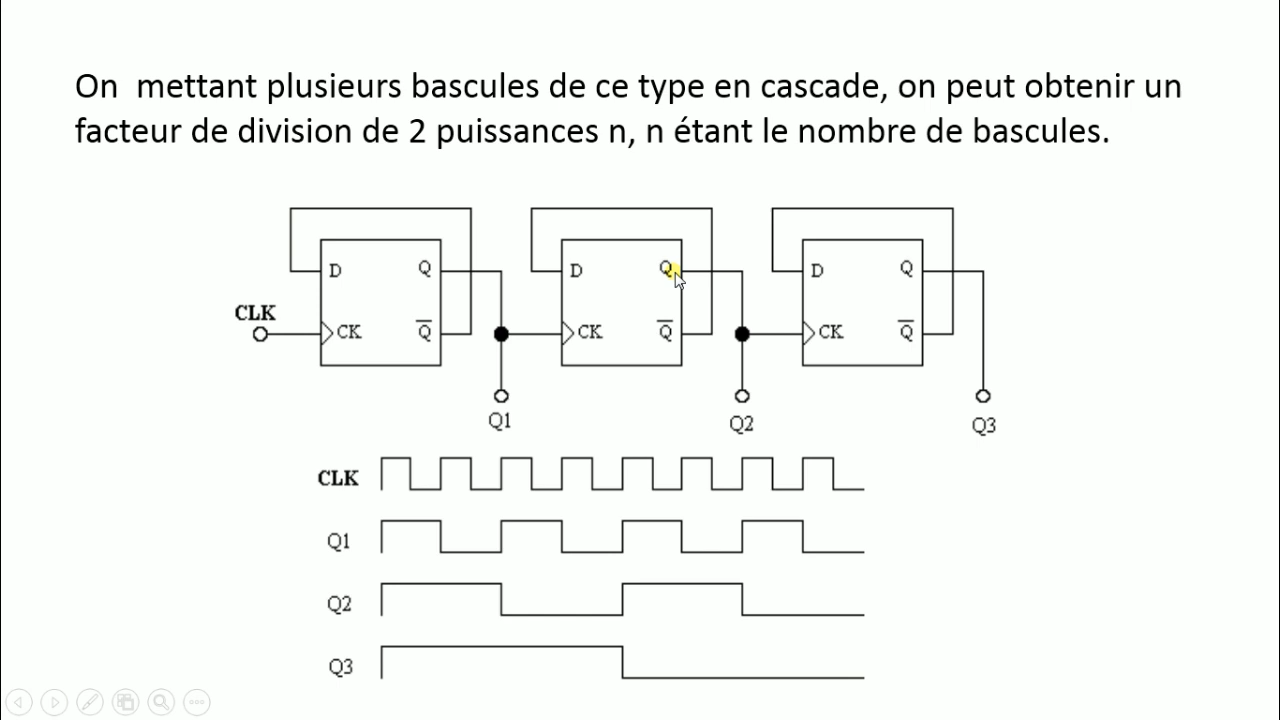 On  mettant plusieurs bascules de ce type en cascade, on peut obtenir un
facteur de division de 2 puissances n, n étant le nombre de bascules.
D Q D Q D Q
CLK
CK Q̅ CK Q̅ CK Q̅
Q1 Q2 Q3
CLK
Q1
Q2
Q3